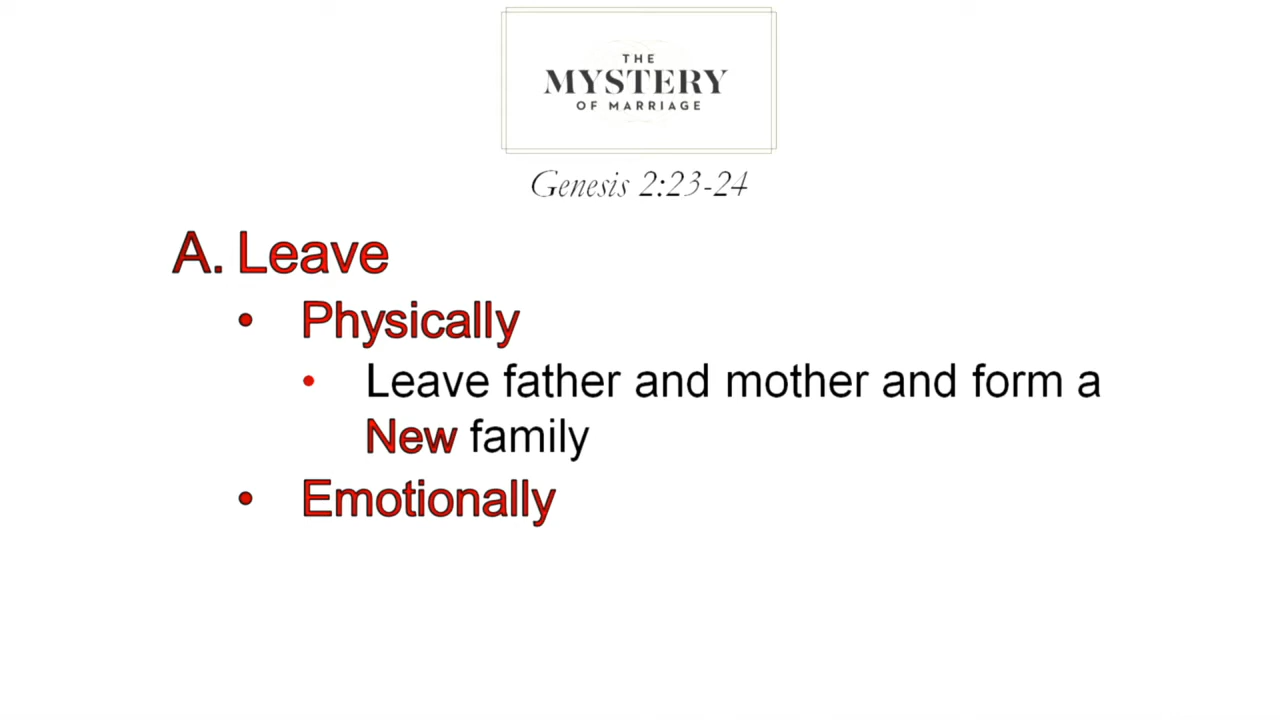 THE
MYSTERY
OF MARRIAGE
Genesis 2:23-24
A. Leave
• Physically
• Leave father and mother and form a
New family
• Emotionally